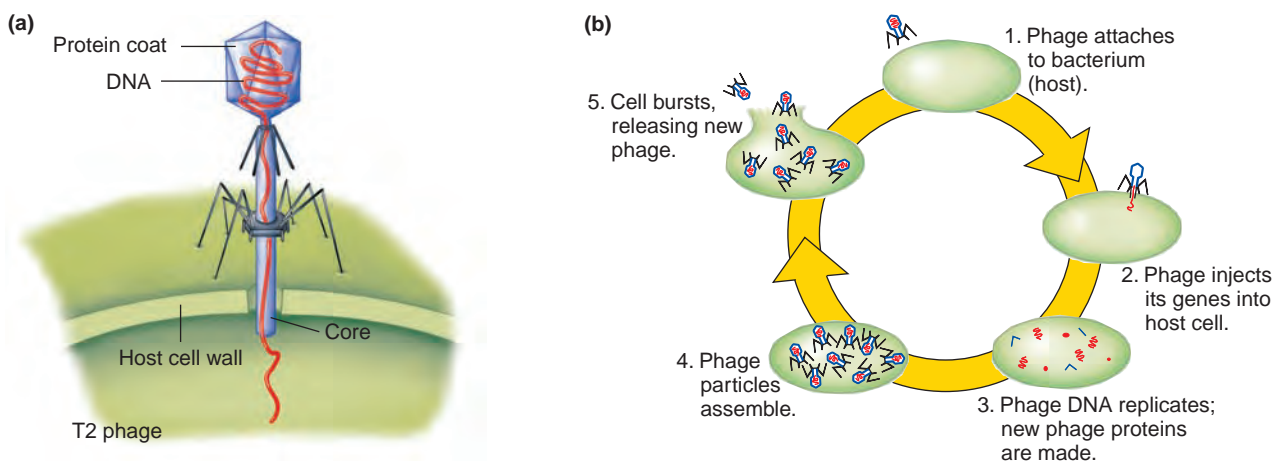 (a)
Protein coat
DNA
Core
Host cell wall
T2 phage
(b)
1. Phage attaches
to bacterium
(host).
2. Phage injects
its genes into
host cell.
3. Phage DNA replicates;
new phage proteins
are made.
4. Phage
particles
assemble.
5. Cell bursts,
releasing new
phage.